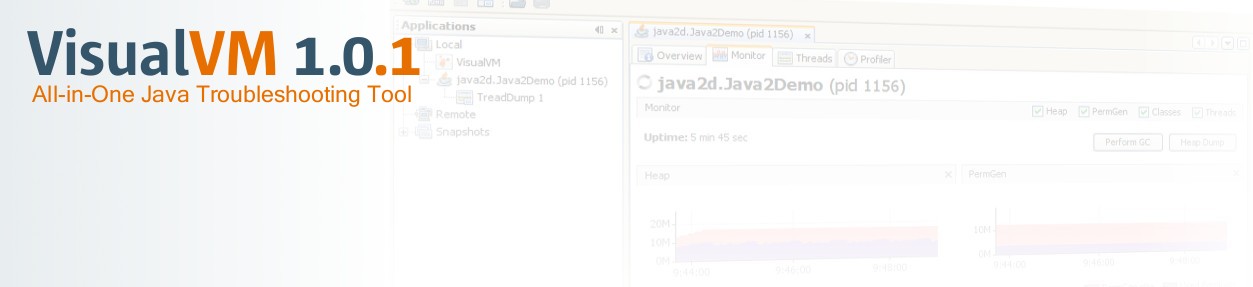 VisualVM 1.0.1
All-in-One Java Troubleshooting Tool
Applications
Local
VisualVM
java2d.Java2Demo (pid 1156)
TreadDump 1
Remote
Snapshots
java2d.Java2Demo (pid 1156)
Overview Monitor Threads Profiler
java2d.Java2Demo (pid 1156)
Monitor Heap PermGen Classes Threads
Uptime: 5 min 45 sec Perform GC Heap Dump
Heap PermGen
20M
10M
0M
9:44:00 9:46:00 9:48:00
10M
0M
9:44:00 9:46:00 9:48:00